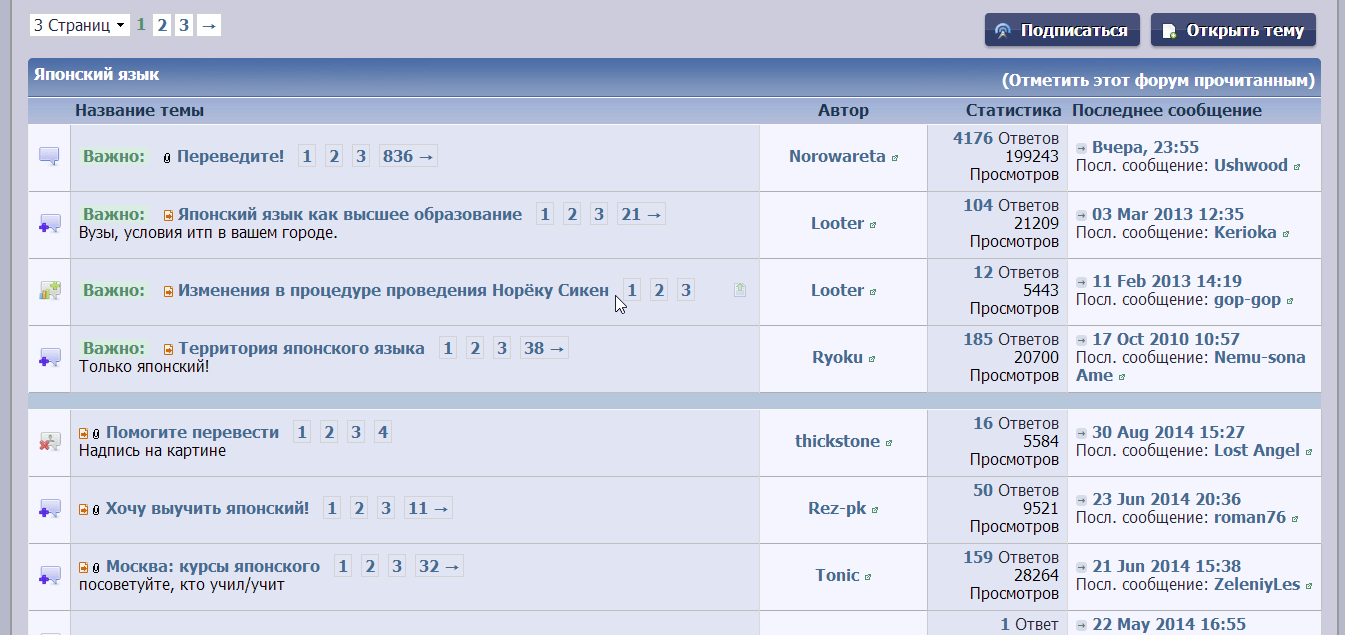 3 Страниц 1 2 3 →
Подписаться Открыть тему
Японский язык (Отметить этот форум прочитанным)
Название темы Автор Статистика Последнее сообщение
Важно: Переведите! 1 2 3 836 → Norowareta 4176 Ответов Вчера, 23:55
199243 Посл. сообщение: Ushwood
Просмотров
Важно: Японский язык как высшее образование 1 2 3 21 → 104 Ответов 03 Mar 2013 12:35
Вузы, условия итп в вашем городе. Looter 21209 Посл. сообщение: Kerioka
Просмотров
Важно: Изменения в процедуре проведения Норёку Сикен 1 2 3 Looter 12 Ответов 11 Feb 2013 14:19
5443 Посл. сообщение: gop-gop
Просмотров
Важно: Территория японского языка 1 2 3 38 → 185 Ответов 17 Oct 2010 10:57
Только японский! Ryoku 20700 Посл. сообщение: Nemu-sona
Просмотров Ame
Помогите перевести 1 2 3 4 16 Ответов 30 Aug 2014 15:27
Надпись на картине thickstone 5584 Посл. сообщение: Lost Angel
Просмотров
Хочу выучить японский! 1 2 3 11 → Rez-pk 50 Ответов 23 Jun 2014 20:36
9521 Посл. сообщение: roman76
Просмотров
Москва: курсы японского 1 2 3 32 → 159 Ответов 21 Jun 2014 15:38
посоветуйте, кто учил/учит Tonic 28264 Посл. сообщение: ZeleniyLes
Просмотров
1 Ответ 22 May 2014 16:55